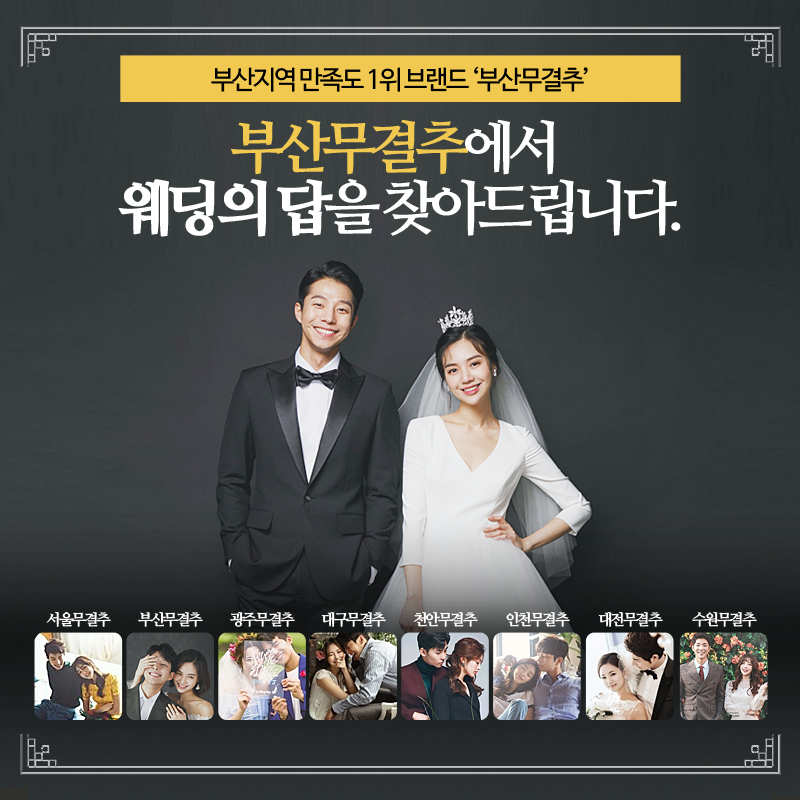 부산지역 만족도 1위 브랜드 ‘부산무결추’
부산무결추에서
웨딩의 답을 찾아드립니다.
서울무결추 부산무결추 광주무결추 대구무결추 천안무결추 인천무결추 대전무결추 수원무결추